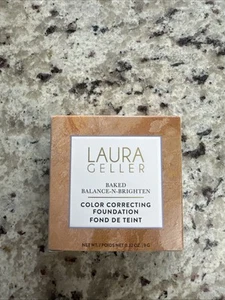 LAURA
GELLER
BAKED
BALANCE-N-BRIGHTEN
COLOR CORRECTING
FOUNDATION
FOND DE TEINT